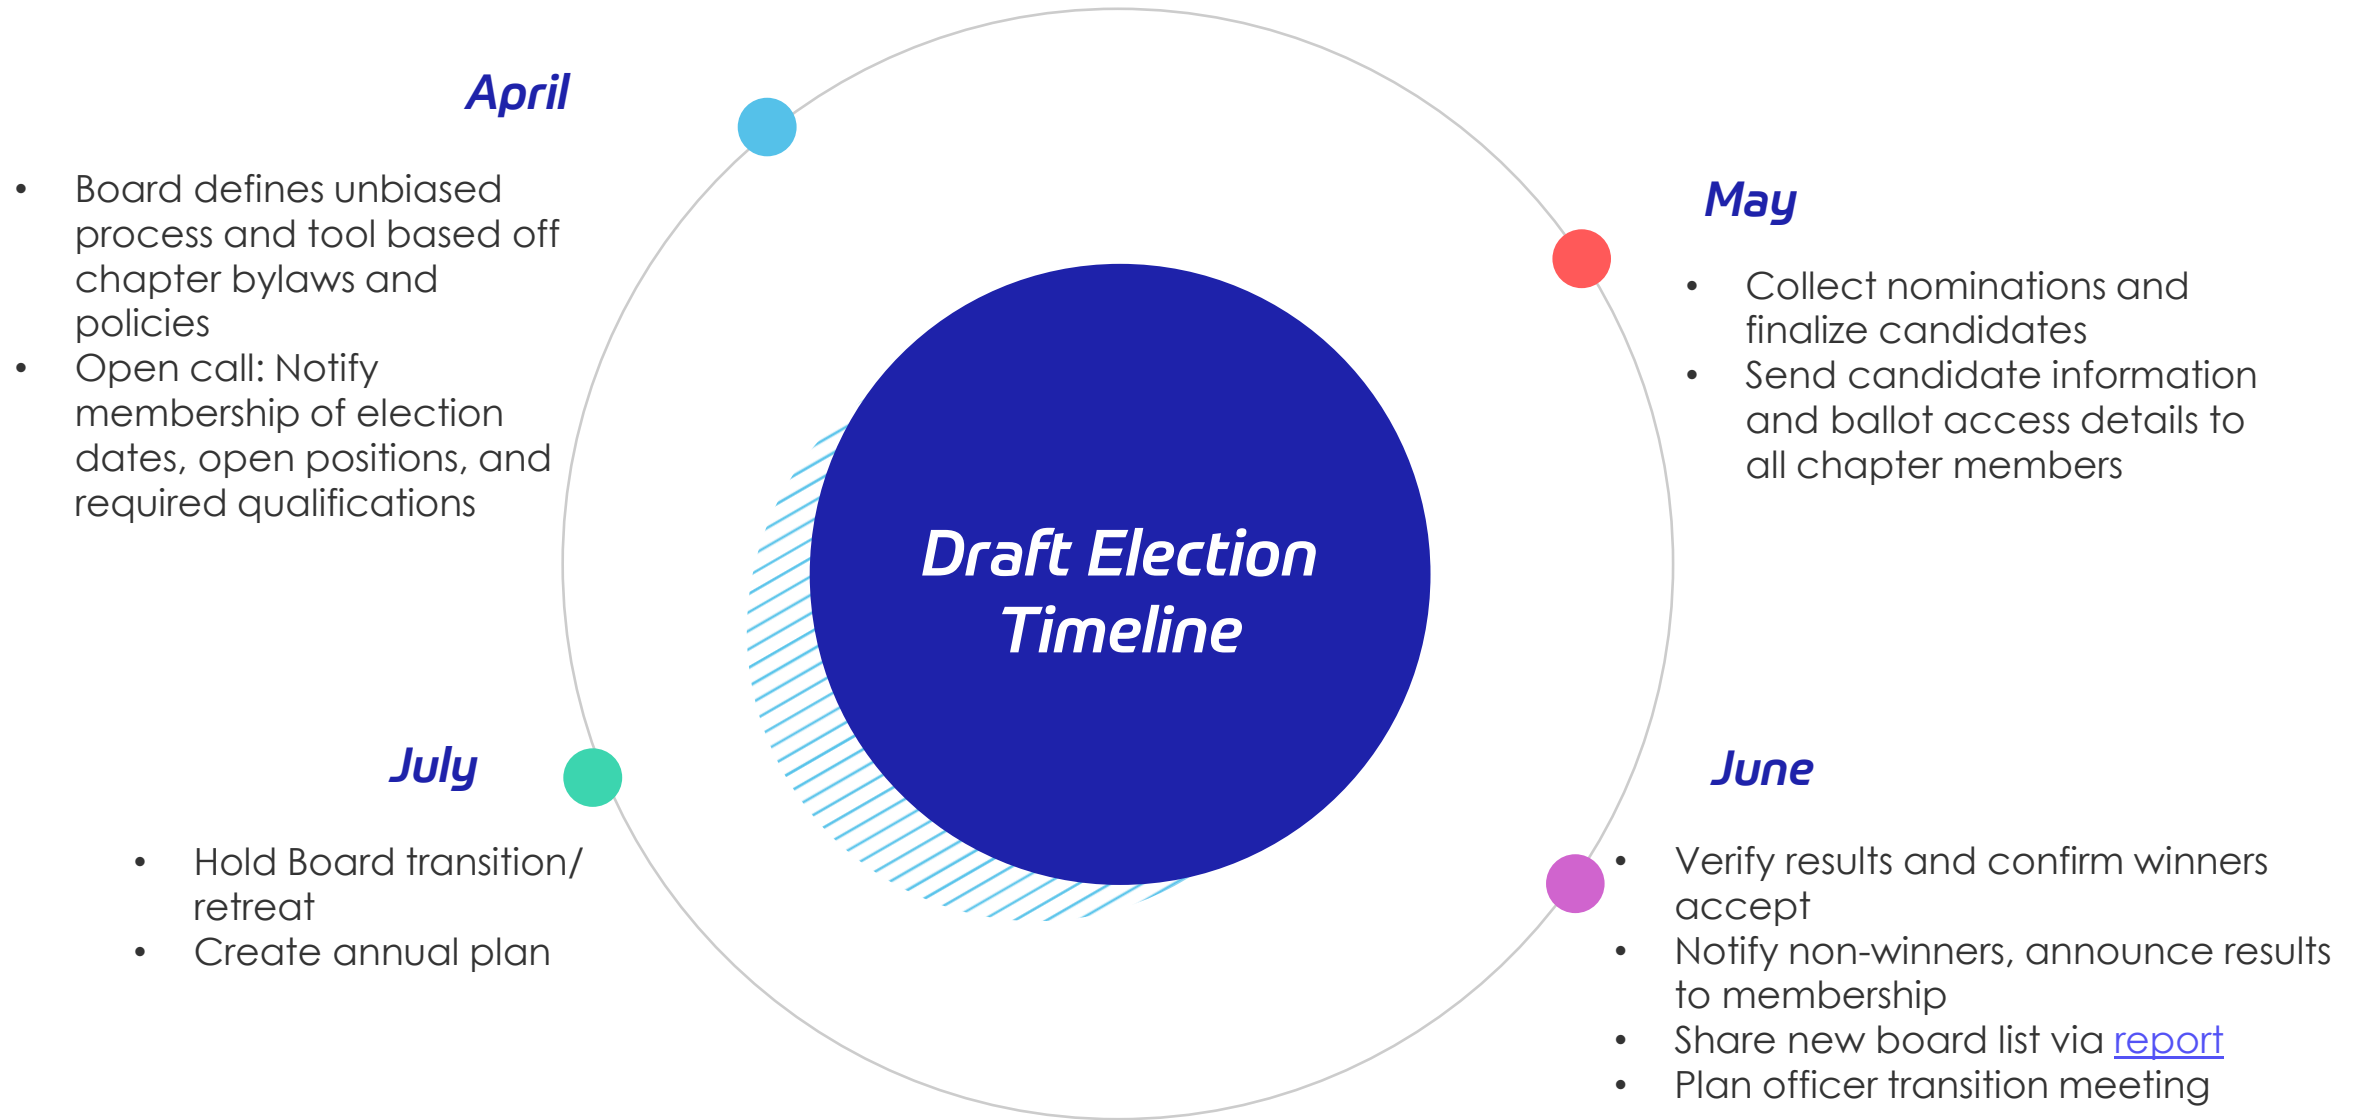 April
• Board defines unbiased
process and tool based off
chapter bylaws and
policies
• Open call: Notify
membership of election
dates, open positions, and
required qualifications
May
• Collect nominations and
finalize candidates
• Send candidate information
and ballot access details to
all chapter members
Draft Election
Timeline
June
• Verify results and confirm winners
accept
• Notify non-winners, announce results
to membership
• Share new board list via report
• Plan officer transition meeting
July
• Hold Board transition/
retreat
• Create annual plan